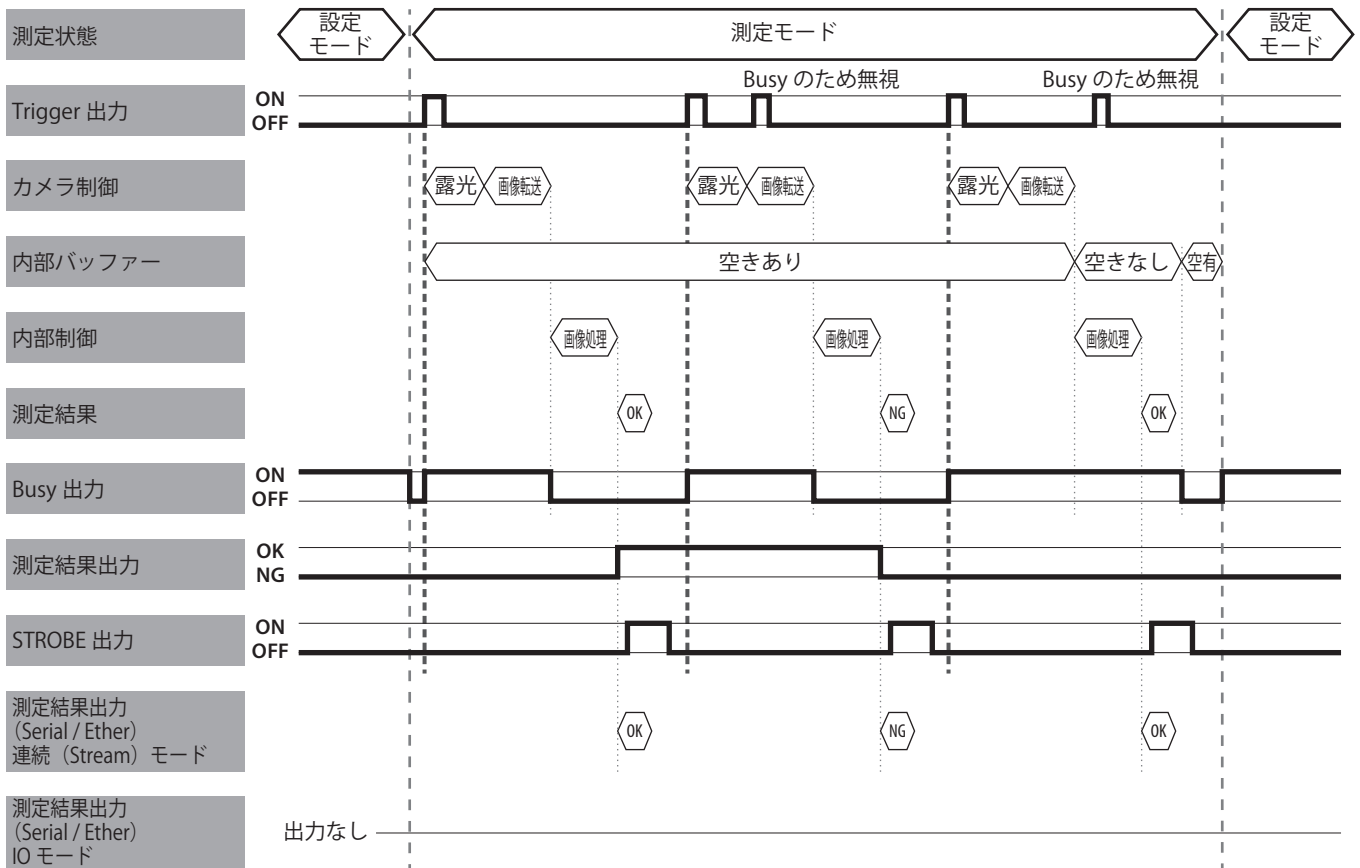 測定状態
設定
モード
測定モード
設定
モード
Busy のため無視
Busy のため無視
Trigger 出力
ON
OFF
カメラ制御
露光
画像転送
露光
画像転送
露光
画像転送
内部バッファー
空きあり
空きなし
空有
内部制御
画像処理
画像処理
画像処理
測定結果
OK
NG
OK
Busy 出力
ON
OFF
測定結果出力
OK
NG
STROBE 出力
ON
OFF
測定結果出力
（Serial / Ether）
連続（Stream）モード
OK
NG
OK
測定結果出力
（Serial / Ether）
IO モード
出力なし